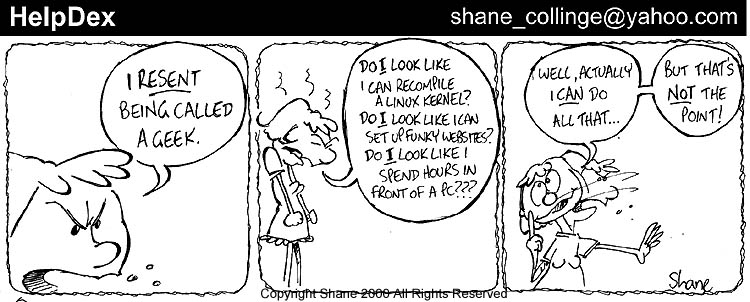 HelpDex
shane_collinge@yahoo.com
I RESENT
BEING CALLED
A GEEK.
DO I LOOK LIKE
I CAN RECOMPILE
A LINUX KERNEL?
DO I LOOK LIKE I CAN
SET UP FUNKY WEBSITES?
DO I LOOK LIKE I
SPEND HOURS IN
FRONT OF A PC???
WELL, ACTUALLY
I CAN DO
ALL THAT...
BUT THAT'S
NOT THE
POINT!
Shane
Copyright Shane 2000 All Rights Reserved